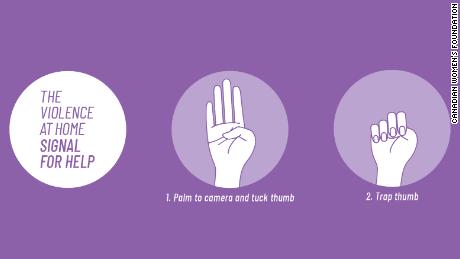 THE
VIOLENCE
AT HOME
SIGNAL
FOR HELP
1. Palm to camera and tuck thumb
2. Trap thumb
CANADIAN WOMEN'S FOUNDATION